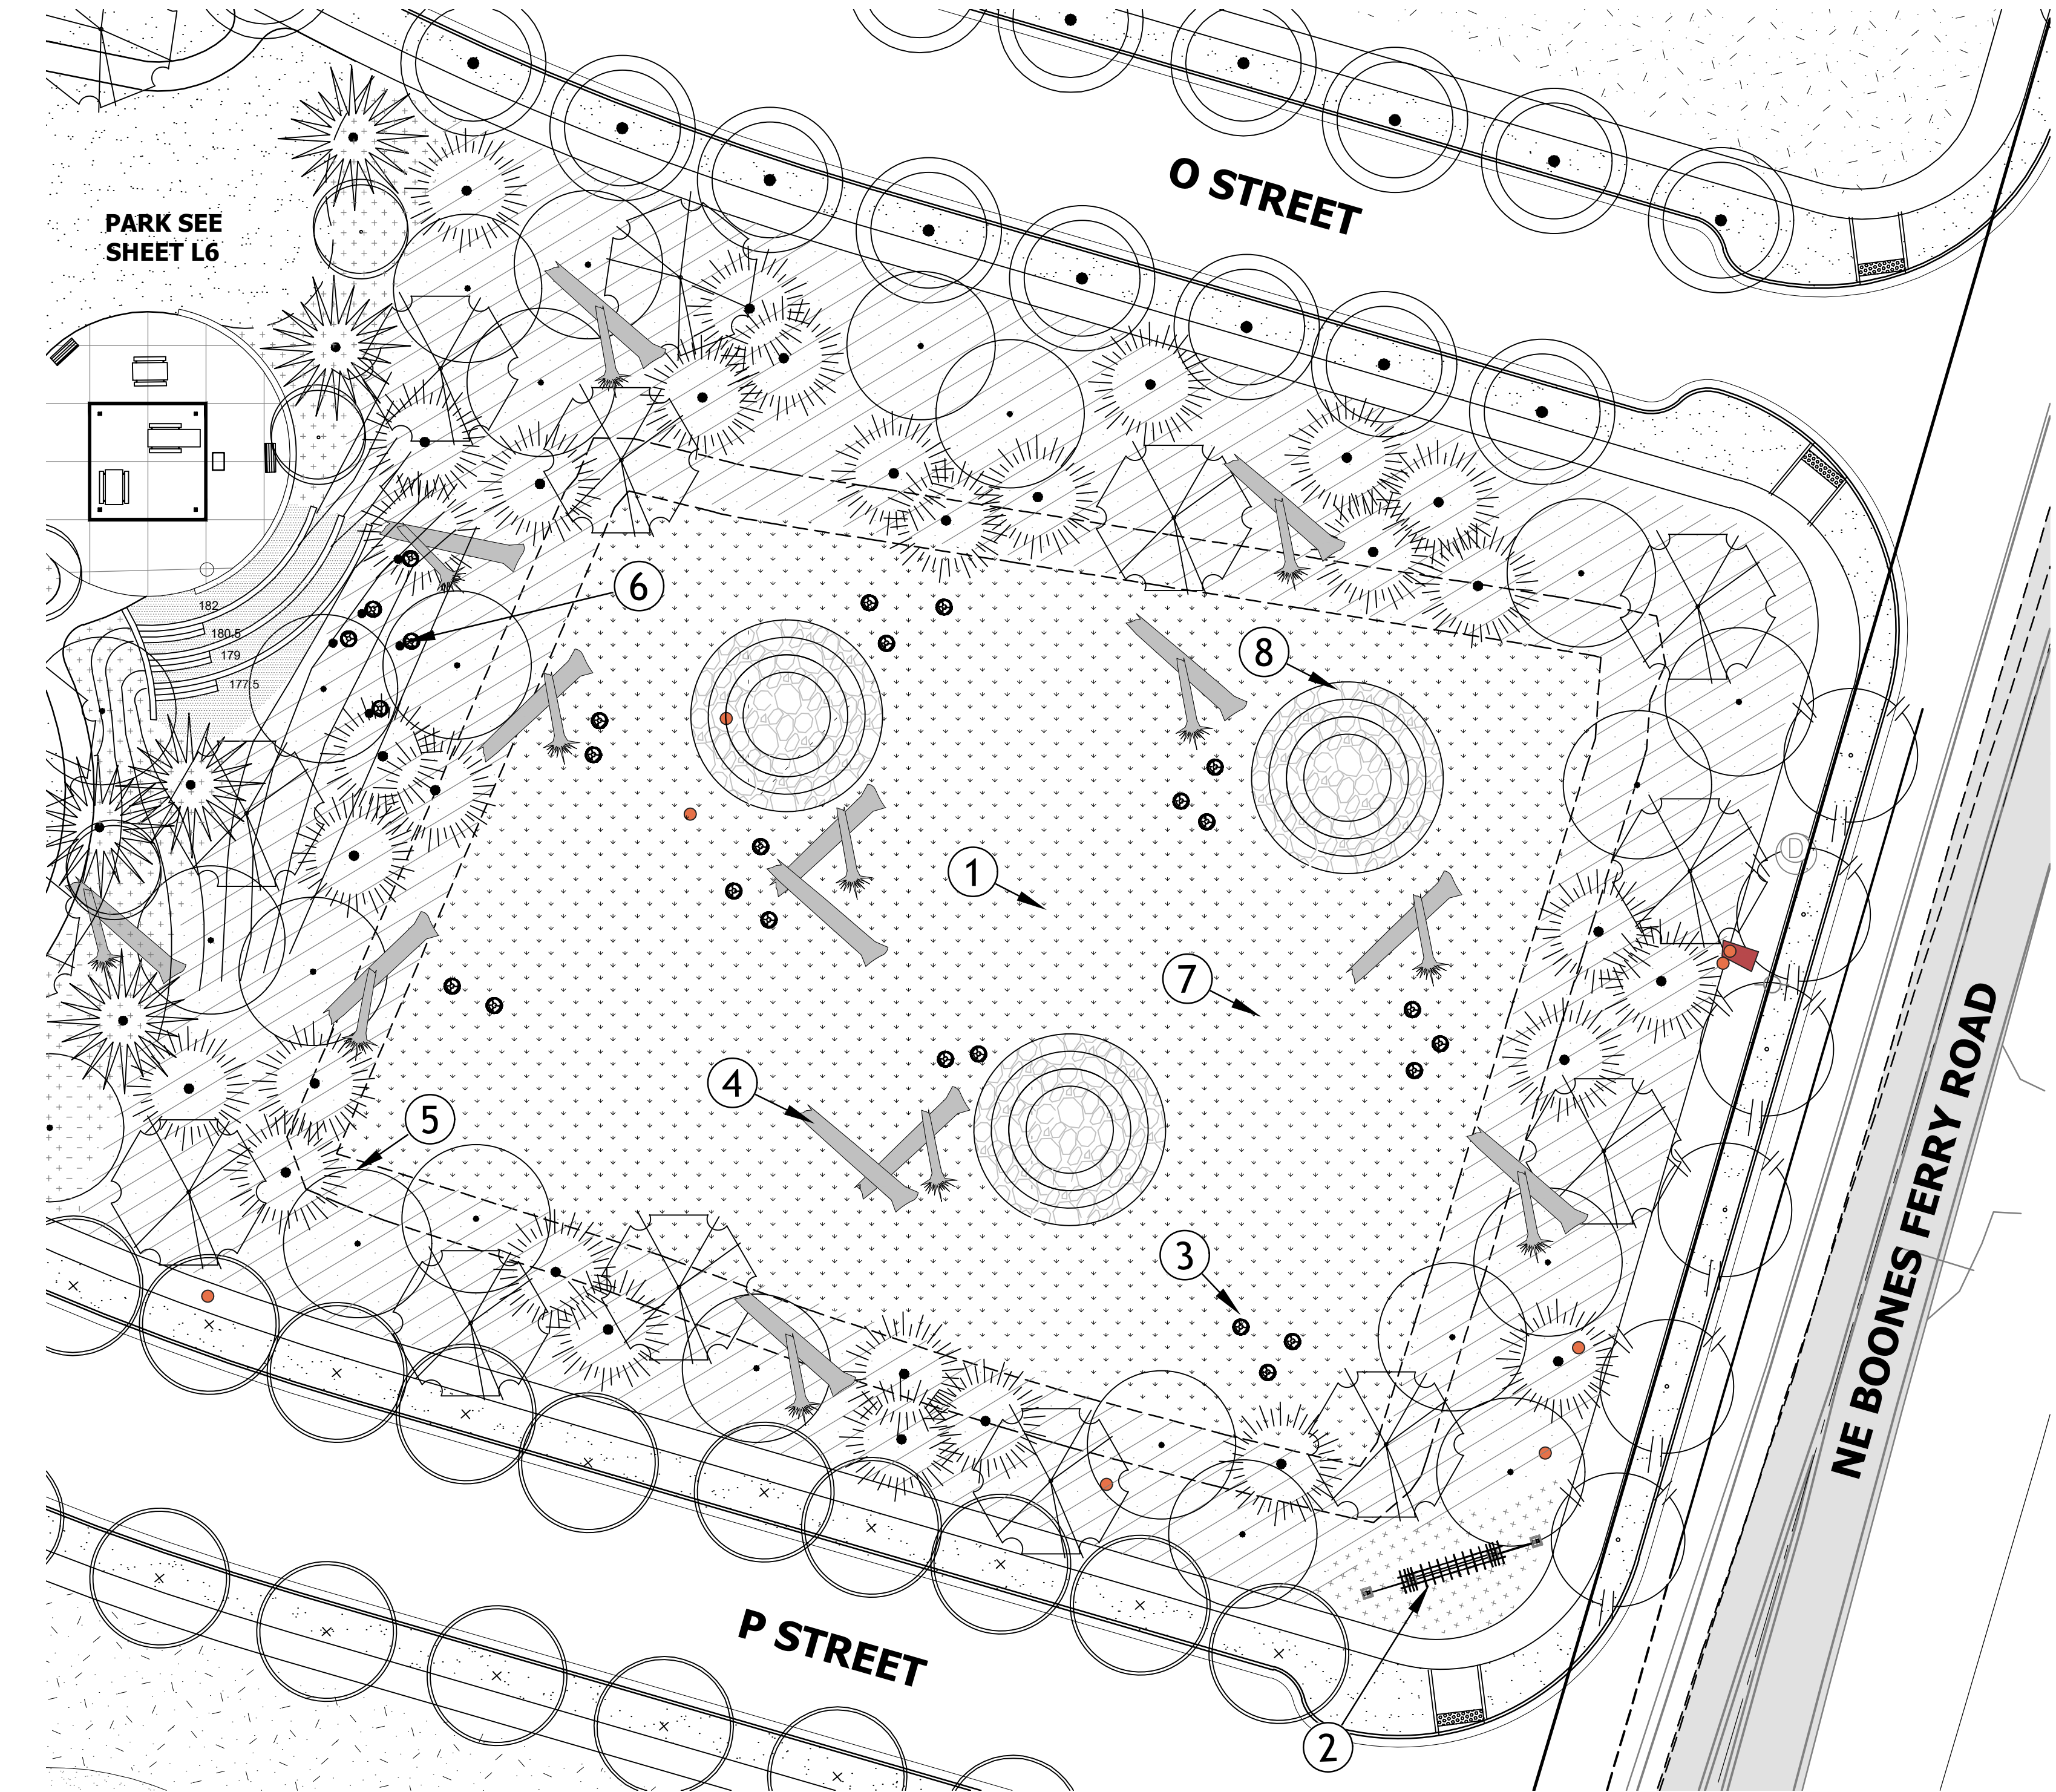 O STREET
PARK SEE
SHEET L6
6
182
180.5
179
177.5
8
1
D
7
4
5
3
NE BOONES FERRY ROAD
P STREET
2